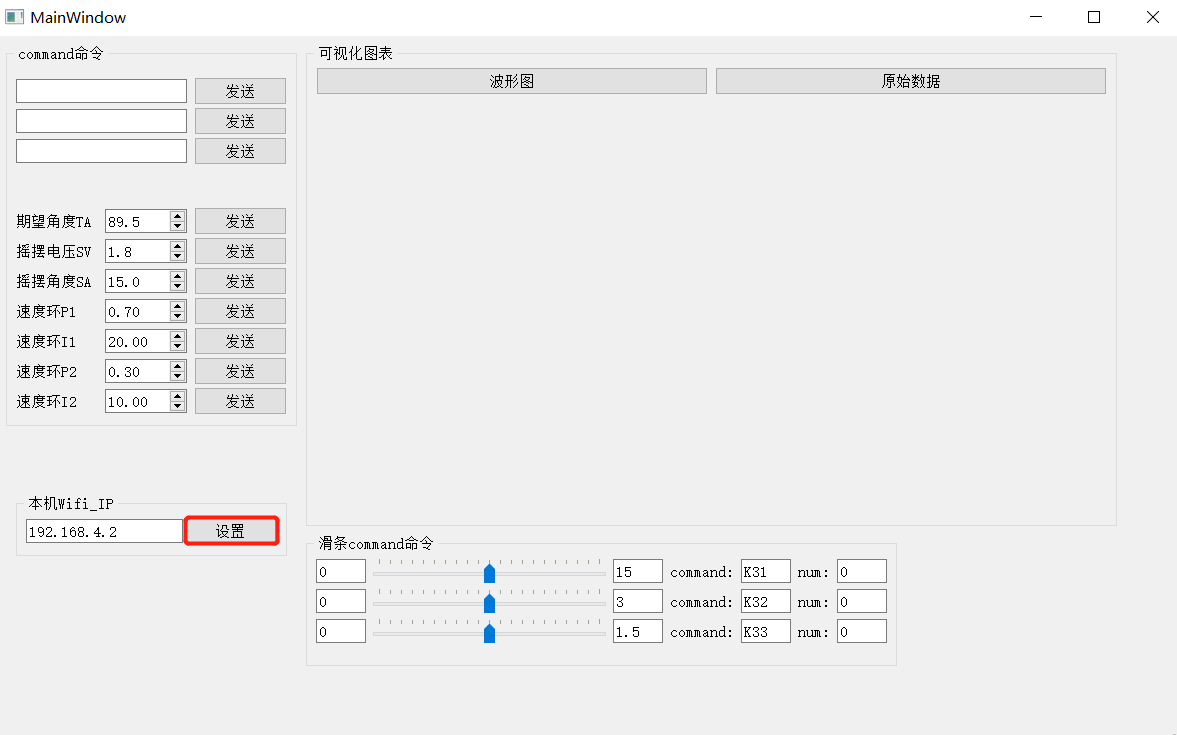 MainWindow
command命令
发送
发送
发送
期望角度TA 89.5 发送
摇摆电压SV 1.8 发送
摇摆角度SA 15.0 发送
速度环P1 0.70 发送
速度环I1 20.00 发送
速度环P2 0.30 发送
速度环I2 10.00 发送
本机Wifi_IP
192.168.4.2 设置
可视化图表
波形图 原始数据
滑条command命令
0 15 command: K31 num: 0
0 3 command: K32 num: 0
0 1.5 command: K33 num: 0